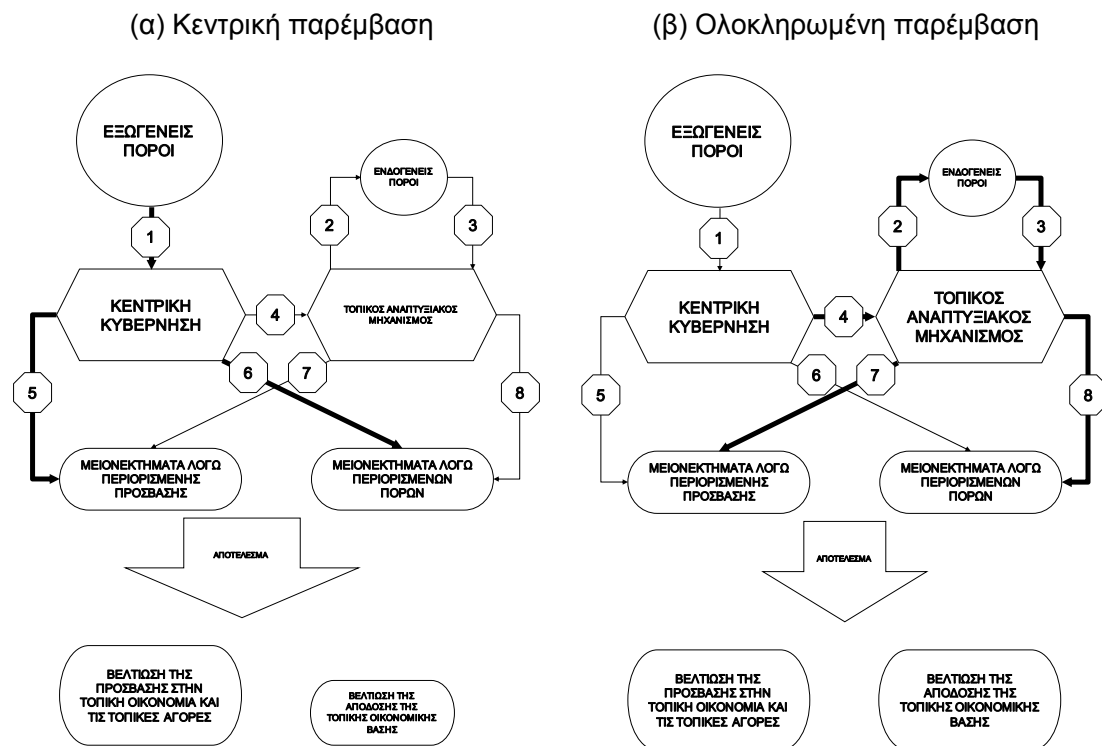 (α) Κεντρική παρέμβαση
ΕΞΩΓΕΝΕΙΣ
ΠΟΡΟΙ
ΕΝΔΟΓΕΝΕΙΣ
ΠΟΡΟΙ
1
2
3
ΚΕΝΤΡΙΚΗ
ΚΥΒΕΡΝΗΣΗ
4
ΤΟΠΙΚΟΣ ΑΝΑΠΤΥΞΙΑΚΟΣ
ΜΗΧΑΝΙΣΜΟΣ
5
6
7
8
ΜΕΙΟΝΕΚΤΗΜΑΤΑ ΛΟΓΩ
ΠΕΡΙΟΡΙΣΜΕΝΗΣ
ΠΡΟΣΒΑΣΗΣ
ΜΕΙΟΝΕΚΤΗΜΑΤΑ ΛΟΓΩ
ΠΕΡΙΟΡΙΣΜΕΝΩΝ
ΠΟΡΩΝ
ΑΠΟΤΕΛΕΣΜΑ
ΒΕΛΤΙΩΣΗ ΤΗΣ
ΠΡΟΣΒΑΣΗΣ ΣΤΗΝ
ΤΟΠΙΚΗ ΟΙΚΟΝΟΜΙΑ ΚΑΙ
ΤΙΣ ΤΟΠΙΚΕΣ ΑΓΟΡΕΣ
ΒΕΛΤΙΩΣΗ ΤΗΣ
ΑΠΟΔΟΣΗΣ ΤΗΣ
ΤΟΠΙΚΗΣ ΟΙΚΟΝΟΜΙΚΗΣ
ΒΑΣΗΣ
(β) Ολοκληρωμένη παρέμβαση
ΕΞΩΓΕΝΕΙΣ
ΠΟΡΟΙ
ΕΝΔΟΓΕΝΕΙΣ
ΠΟΡΟΙ
1
2
3
ΚΕΝΤΡΙΚΗ
ΚΥΒΕΡΝΗΣΗ
4
ΤΟΠΙΚΟΣ
ΑΝΑΠΤΥΞΙΑΚΟΣ
ΜΗΧΑΝΙΣΜΟΣ
5
6
7
8
ΜΕΙΟΝΕΚΤΗΜΑΤΑ ΛΟΓΩ
ΠΕΡΙΟΡΙΣΜΕΝΗΣ
ΠΡΟΣΒΑΣΗΣ
ΜΕΙΟΝΕΚΤΗΜΑΤΑ ΛΟΓΩ
ΠΕΡΙΟΡΙΣΜΕΝΩΝ
ΠΟΡΩΝ
ΑΠΟΤΕΛΕΣΜΑ
ΒΕΛΤΙΩΣΗ ΤΗΣ
ΠΡΟΣΒΑΣΗΣ ΣΤΗΝ
ΤΟΠΙΚΗ ΟΙΚΟΝΟΜΙΑ ΚΑΙ
ΤΙΣ ΤΟΠΙΚΕΣ ΑΓΟΡΕΣ
ΒΕΛΤΙΩΣΗ ΤΗΣ
ΑΠΟΔΟΣΗΣ ΤΗΣ
ΤΟΠΙΚΗΣ ΟΙΚΟΝΟΜΙΚΗΣ
ΒΑΣΗΣ